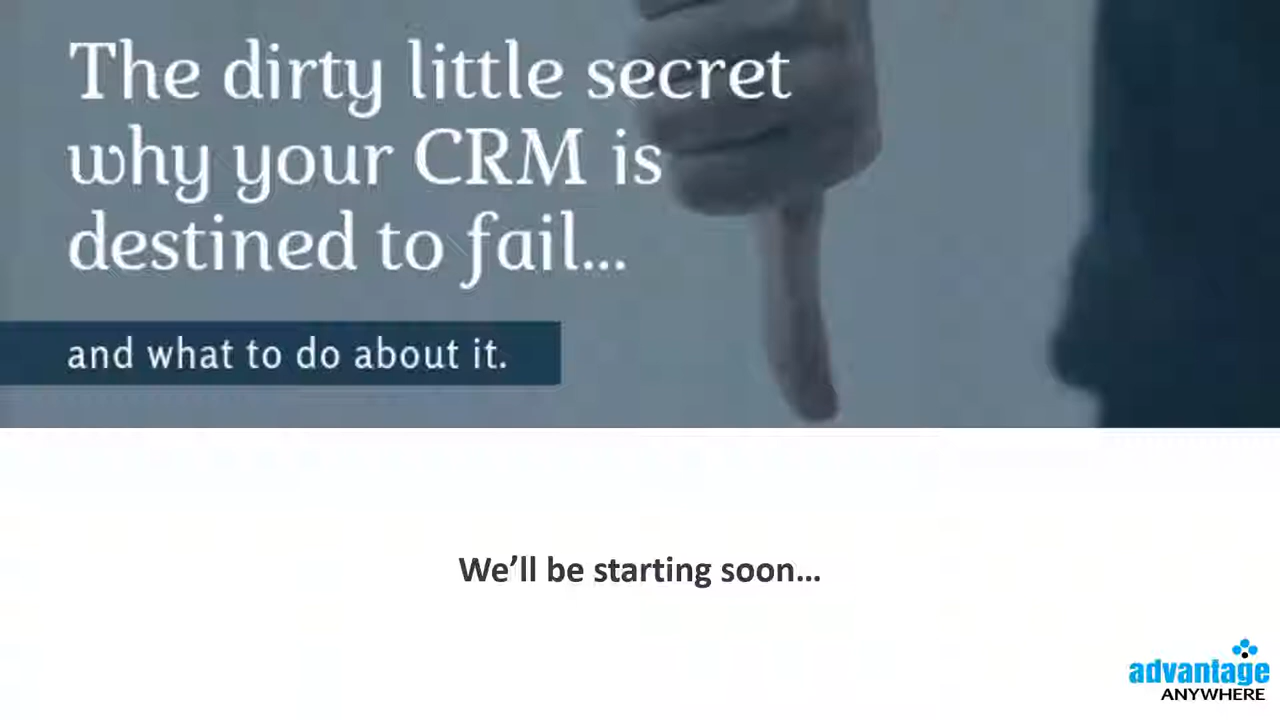 The dirty little secret
why your CRM is
destined to fail...
and what to do about it.
We’ll be starting soon...
advantage
ANYWHERE